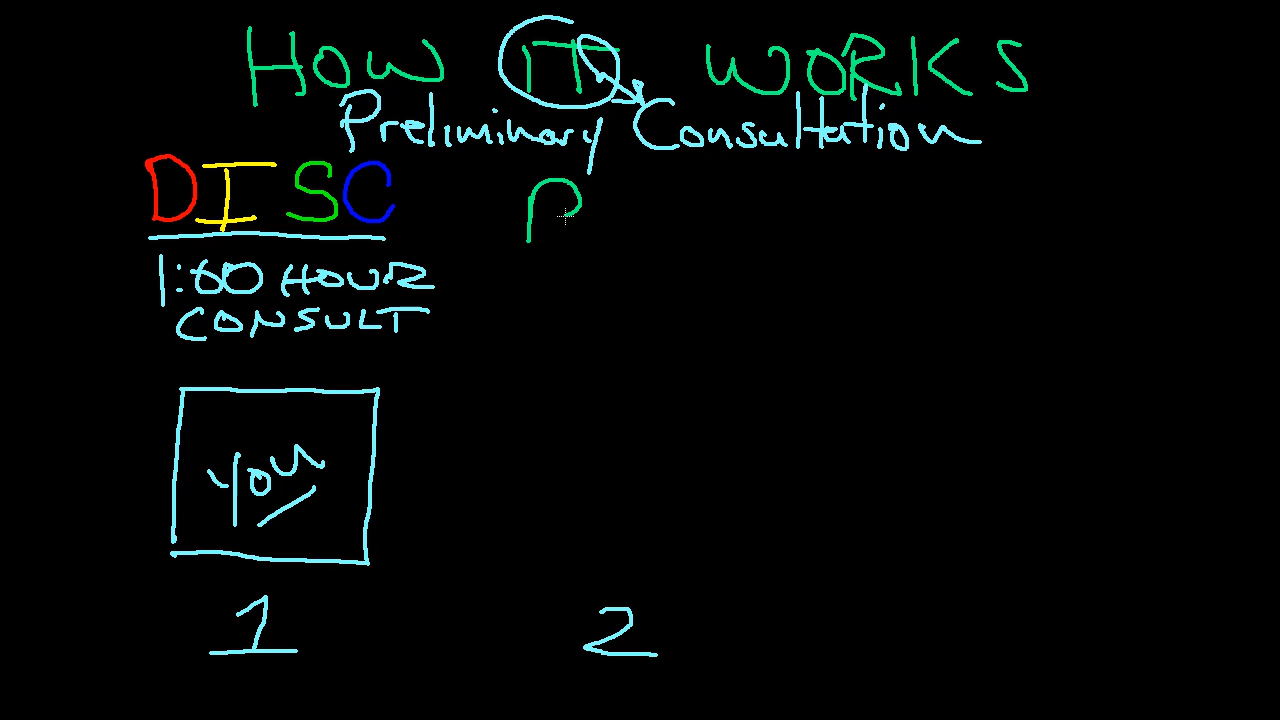 HOW IT WORKS
Preliminary Consultation
DISC
P
1:00 HOUR
CONSULT
you
1
2